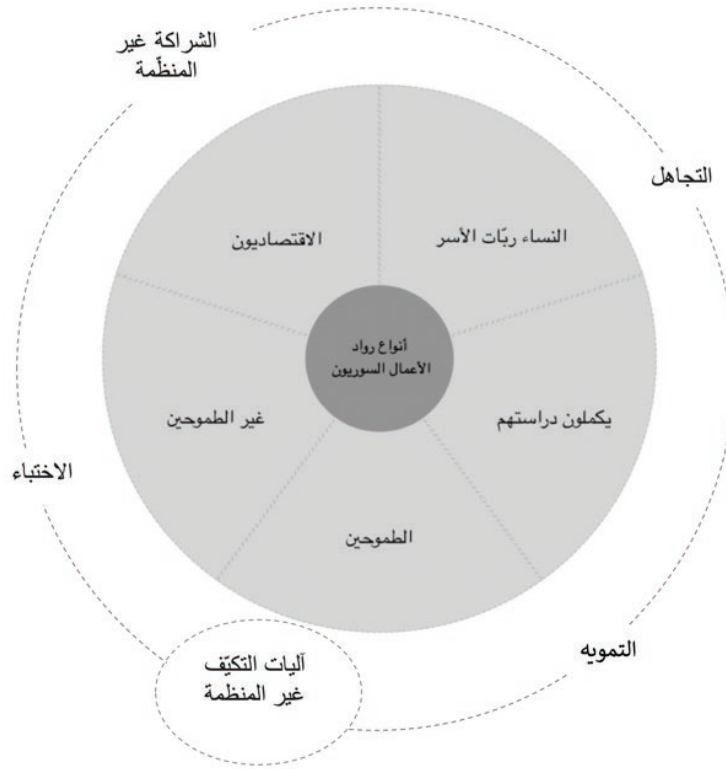 الشراكة غير
المنظّمة
التجاهل
النساء ربّات الأسر
الاقتصاديون
أنواع رواد
الأعمال السوريون
يكملون دراستهم
غير الطموحين
الاختباء
الطموحين
التمويه
آليات التكيّف
غير المنظمة